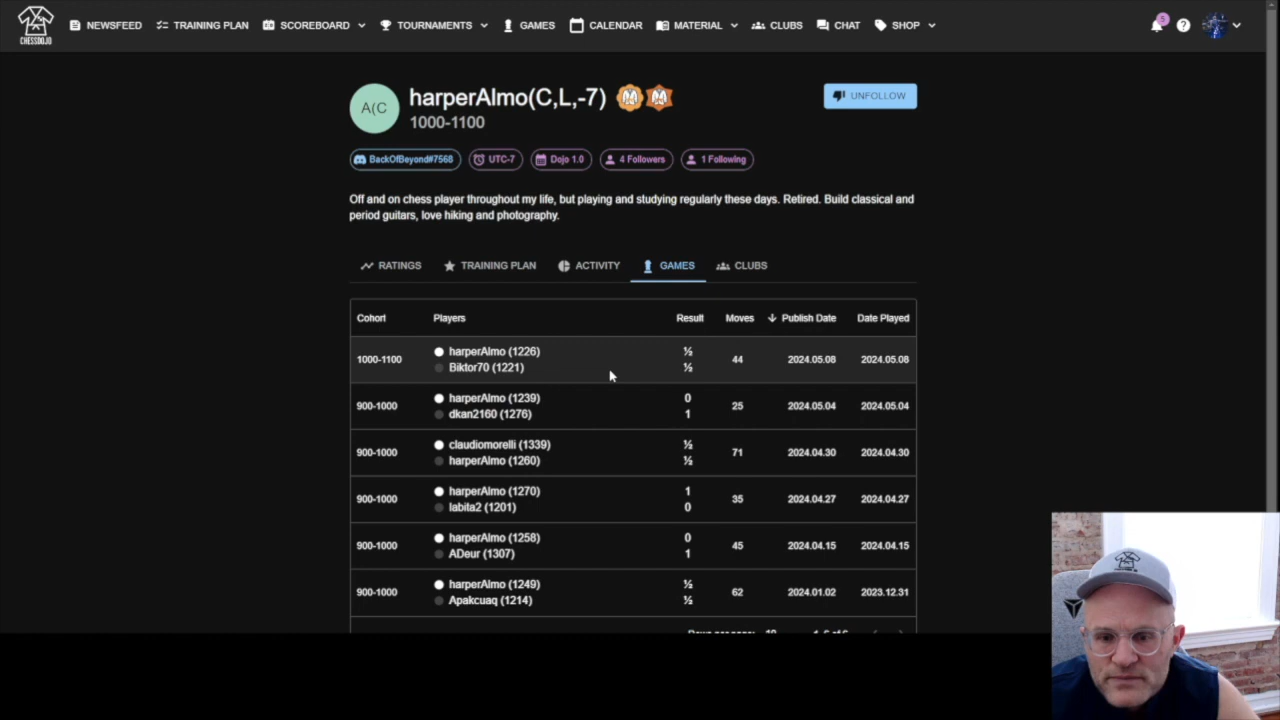 CHESSDOJO NEWSFEED TRAINING PLAN SCOREBOARD TOURNAMENTS GAMES CALENDAR MATERIAL CLUBS CHAT SHOP 3
A(C harperAlmo(C,L,-7) UNFOLLOW
1000-1100
BackOfBeyond#7568 UTC-7 Dojo 1.0 4 Followers 1 Following
Off and on chess player throughout my life, but playing and studying regularly these days. Retired. Build classical and
period guitars, love hiking and photography.
RATINGS TRAINING PLAN ACTIVITY GAMES CLUBS
Cohort Players Result Moves Publish Date Date Played
harperAlmo (1226) ½
1000-1100 44 2024.05.08 2024.05.08
Biktor70 (1221) ½
harperAlmo (1239) 0
900-1000 25 2024.05.04 2024.05.04
dkan2160 (1276) 1
claudiomorelli (1339) ½
900-1000 71 2024.04.30 2024.04.30
harperAlmo (1260) ½
harperAlmo (1270) 1
900-1000 35 2024.04.27 2024.04.27
labita2 (1201) 0
harperAlmo (1258) 0
900-1000 45 2024.04.15 2024.04.15
ADeur (1307) 1
harperAlmo (1249) ½
900-1000 62 2024.01.02 2023.12.31
Apakcuaq (1214) ½